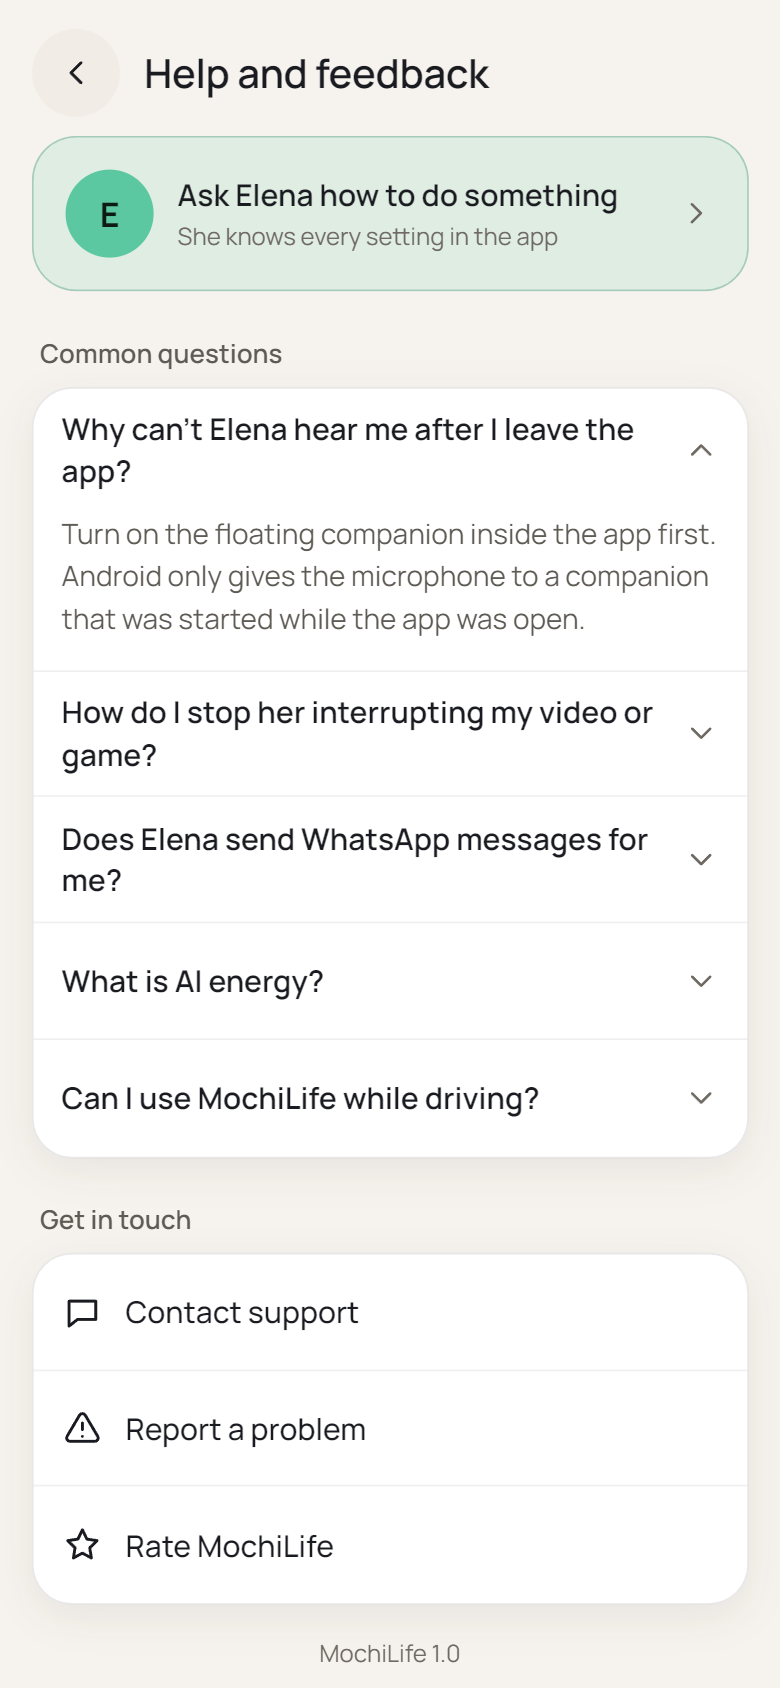 Help and feedback
E
Ask Elena how to do something
She knows every setting in the app
Common questions
Why can’t Elena hear me after I leave the
app?
Turn on the floating companion inside the app first.
Android only gives the microphone to a companion
that was started while the app was open.
How do I stop her interrupting my video or
game?
Does Elena send WhatsApp messages for
me?
What is AI energy?
Can I use MochiLife while driving?
Get in touch
Contact support
Report a problem
Rate MochiLife
MochiLife 1.0